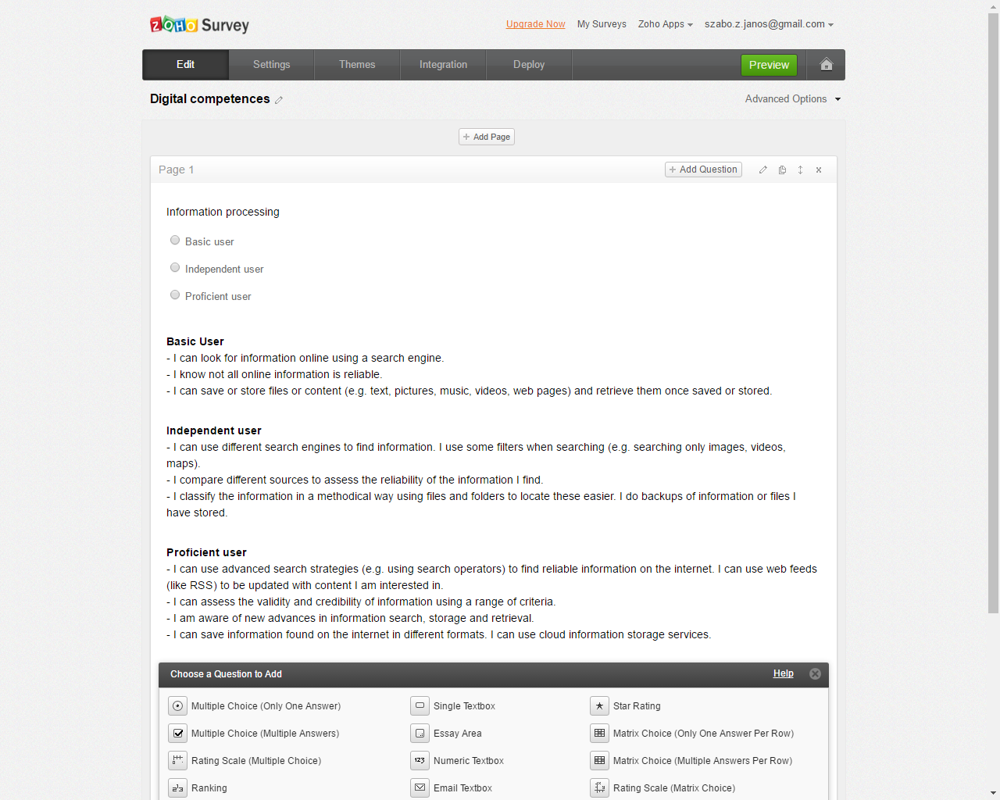 ZOHO Survey
Upgrade Now My Surveys Zoho Apps szabo.z.janos@gmail.com
Edit Settings Themes Integration Deploy Preview
Digital competences Advanced Options
+ Add Page
Page 1 + Add Question x
Information processing
Basic user
Independent user
Proficient user
Basic User
- I can look for information online using a search engine.
- I know not all online information is reliable.
- I can save or store files or content (e.g. text, pictures, music, videos, web pages) and retrieve them once saved or stored.
Independent user
- I can use different search engines to find information. I use some filters when searching (e.g. searching only images, videos,
maps).
- I compare different sources to assess the reliability of the information I find.
- I classify the information in a methodical way using files and folders to locate these easier. I do backups of information or files I
have stored.
Proficient user
- I can use advanced search strategies (e.g. using search operators) to find reliable information on the internet. I can use web feeds
(like RSS) to be updated with content I am interested in.
- I can assess the validity and credibility of information using a range of criteria.
- I am aware of new advances in information search, storage and retrieval.
- I can save information found on the internet in different formats. I can use cloud information storage services.
Choose a Question to Add Help
Multiple Choice (Only One Answer) Single Textbox Star Rating
Multiple Choice (Multiple Answers) Essay Area Matrix Choice (Only One Answer Per Row)
Rating Scale (Multiple Choice) 123 Numeric Textbox Matrix Choice (Multiple Answers Per Row)
Ranking Email Textbox Rating Scale (Matrix Choice)